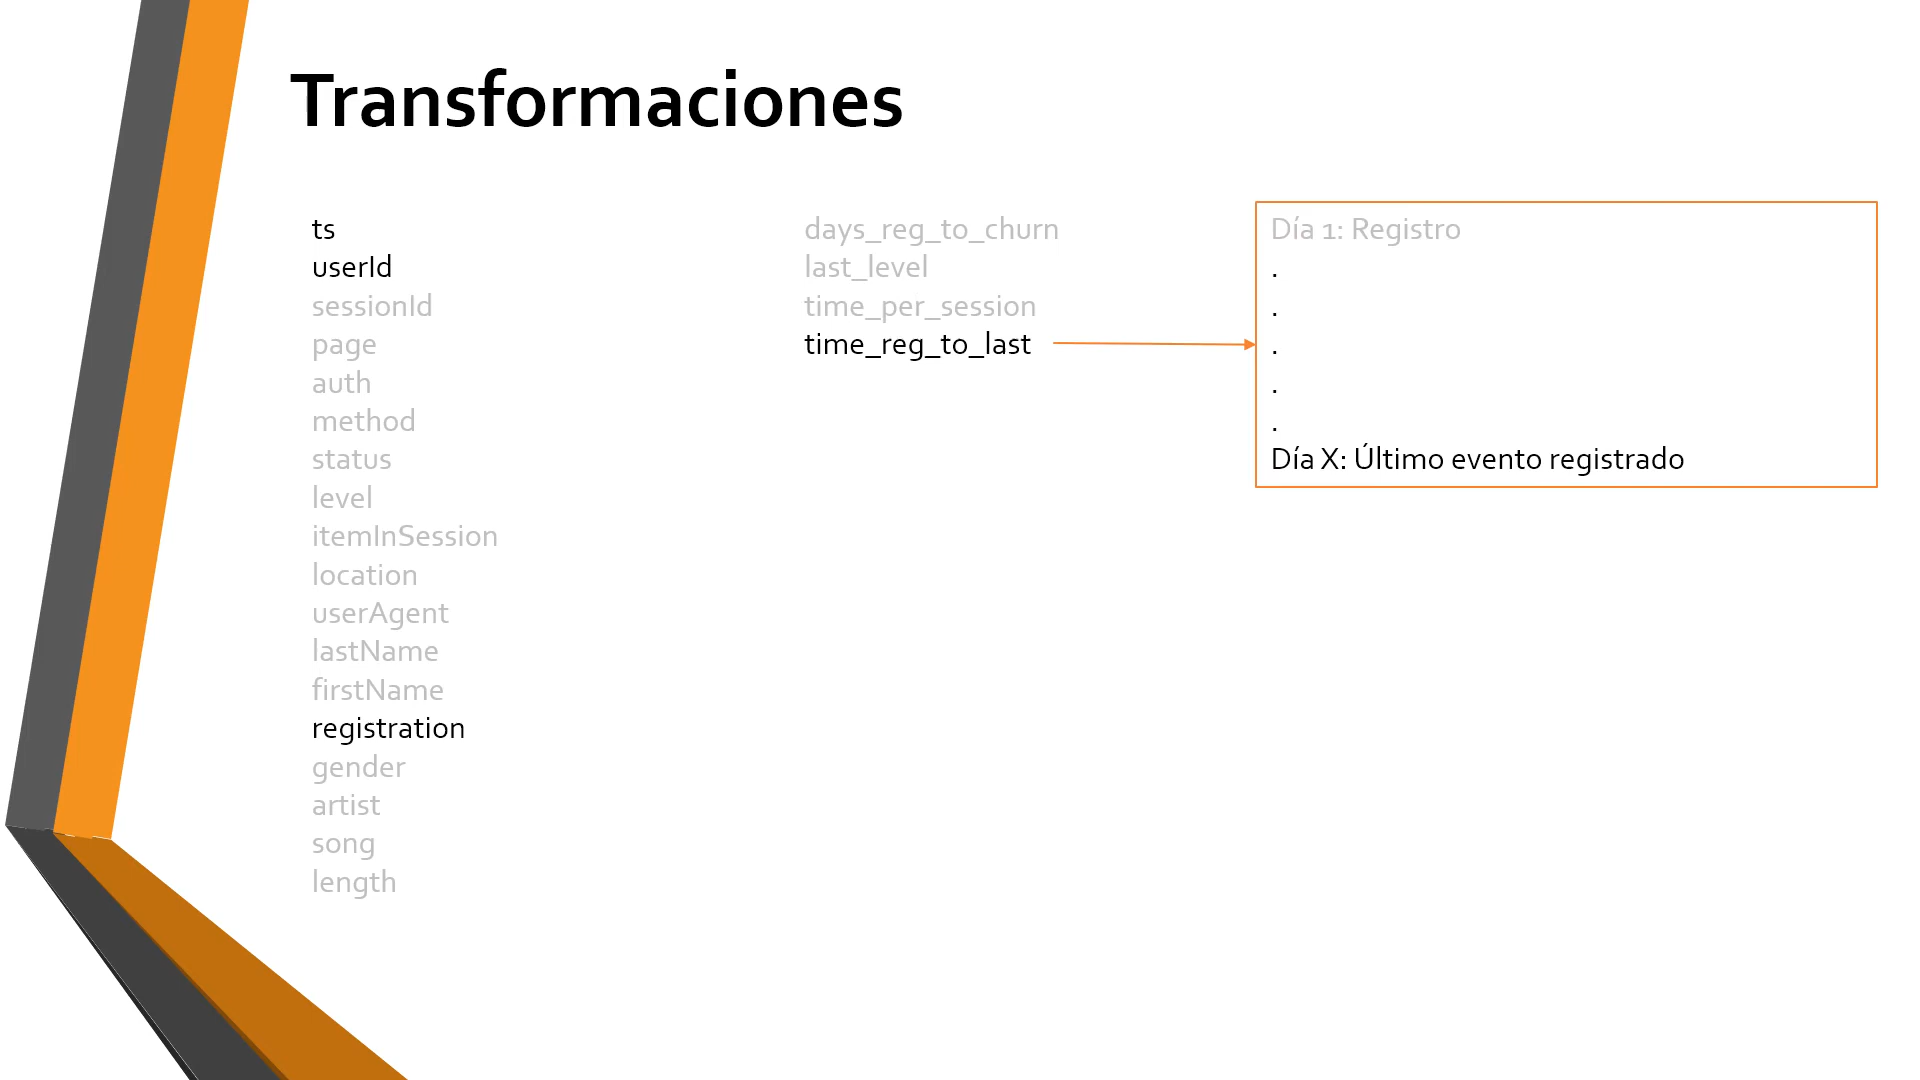 Transformaciones
ts
userId
sessionId
page
auth
method
status
level
itemInSession
location
userAgent
lastName
firstName
registration
gender
artist
song
length
days_reg_to_churn
last_level
time_per_session
time_reg_to_last
Día 1: Registro
.
.
.
.
.
Día X: Último evento registrado